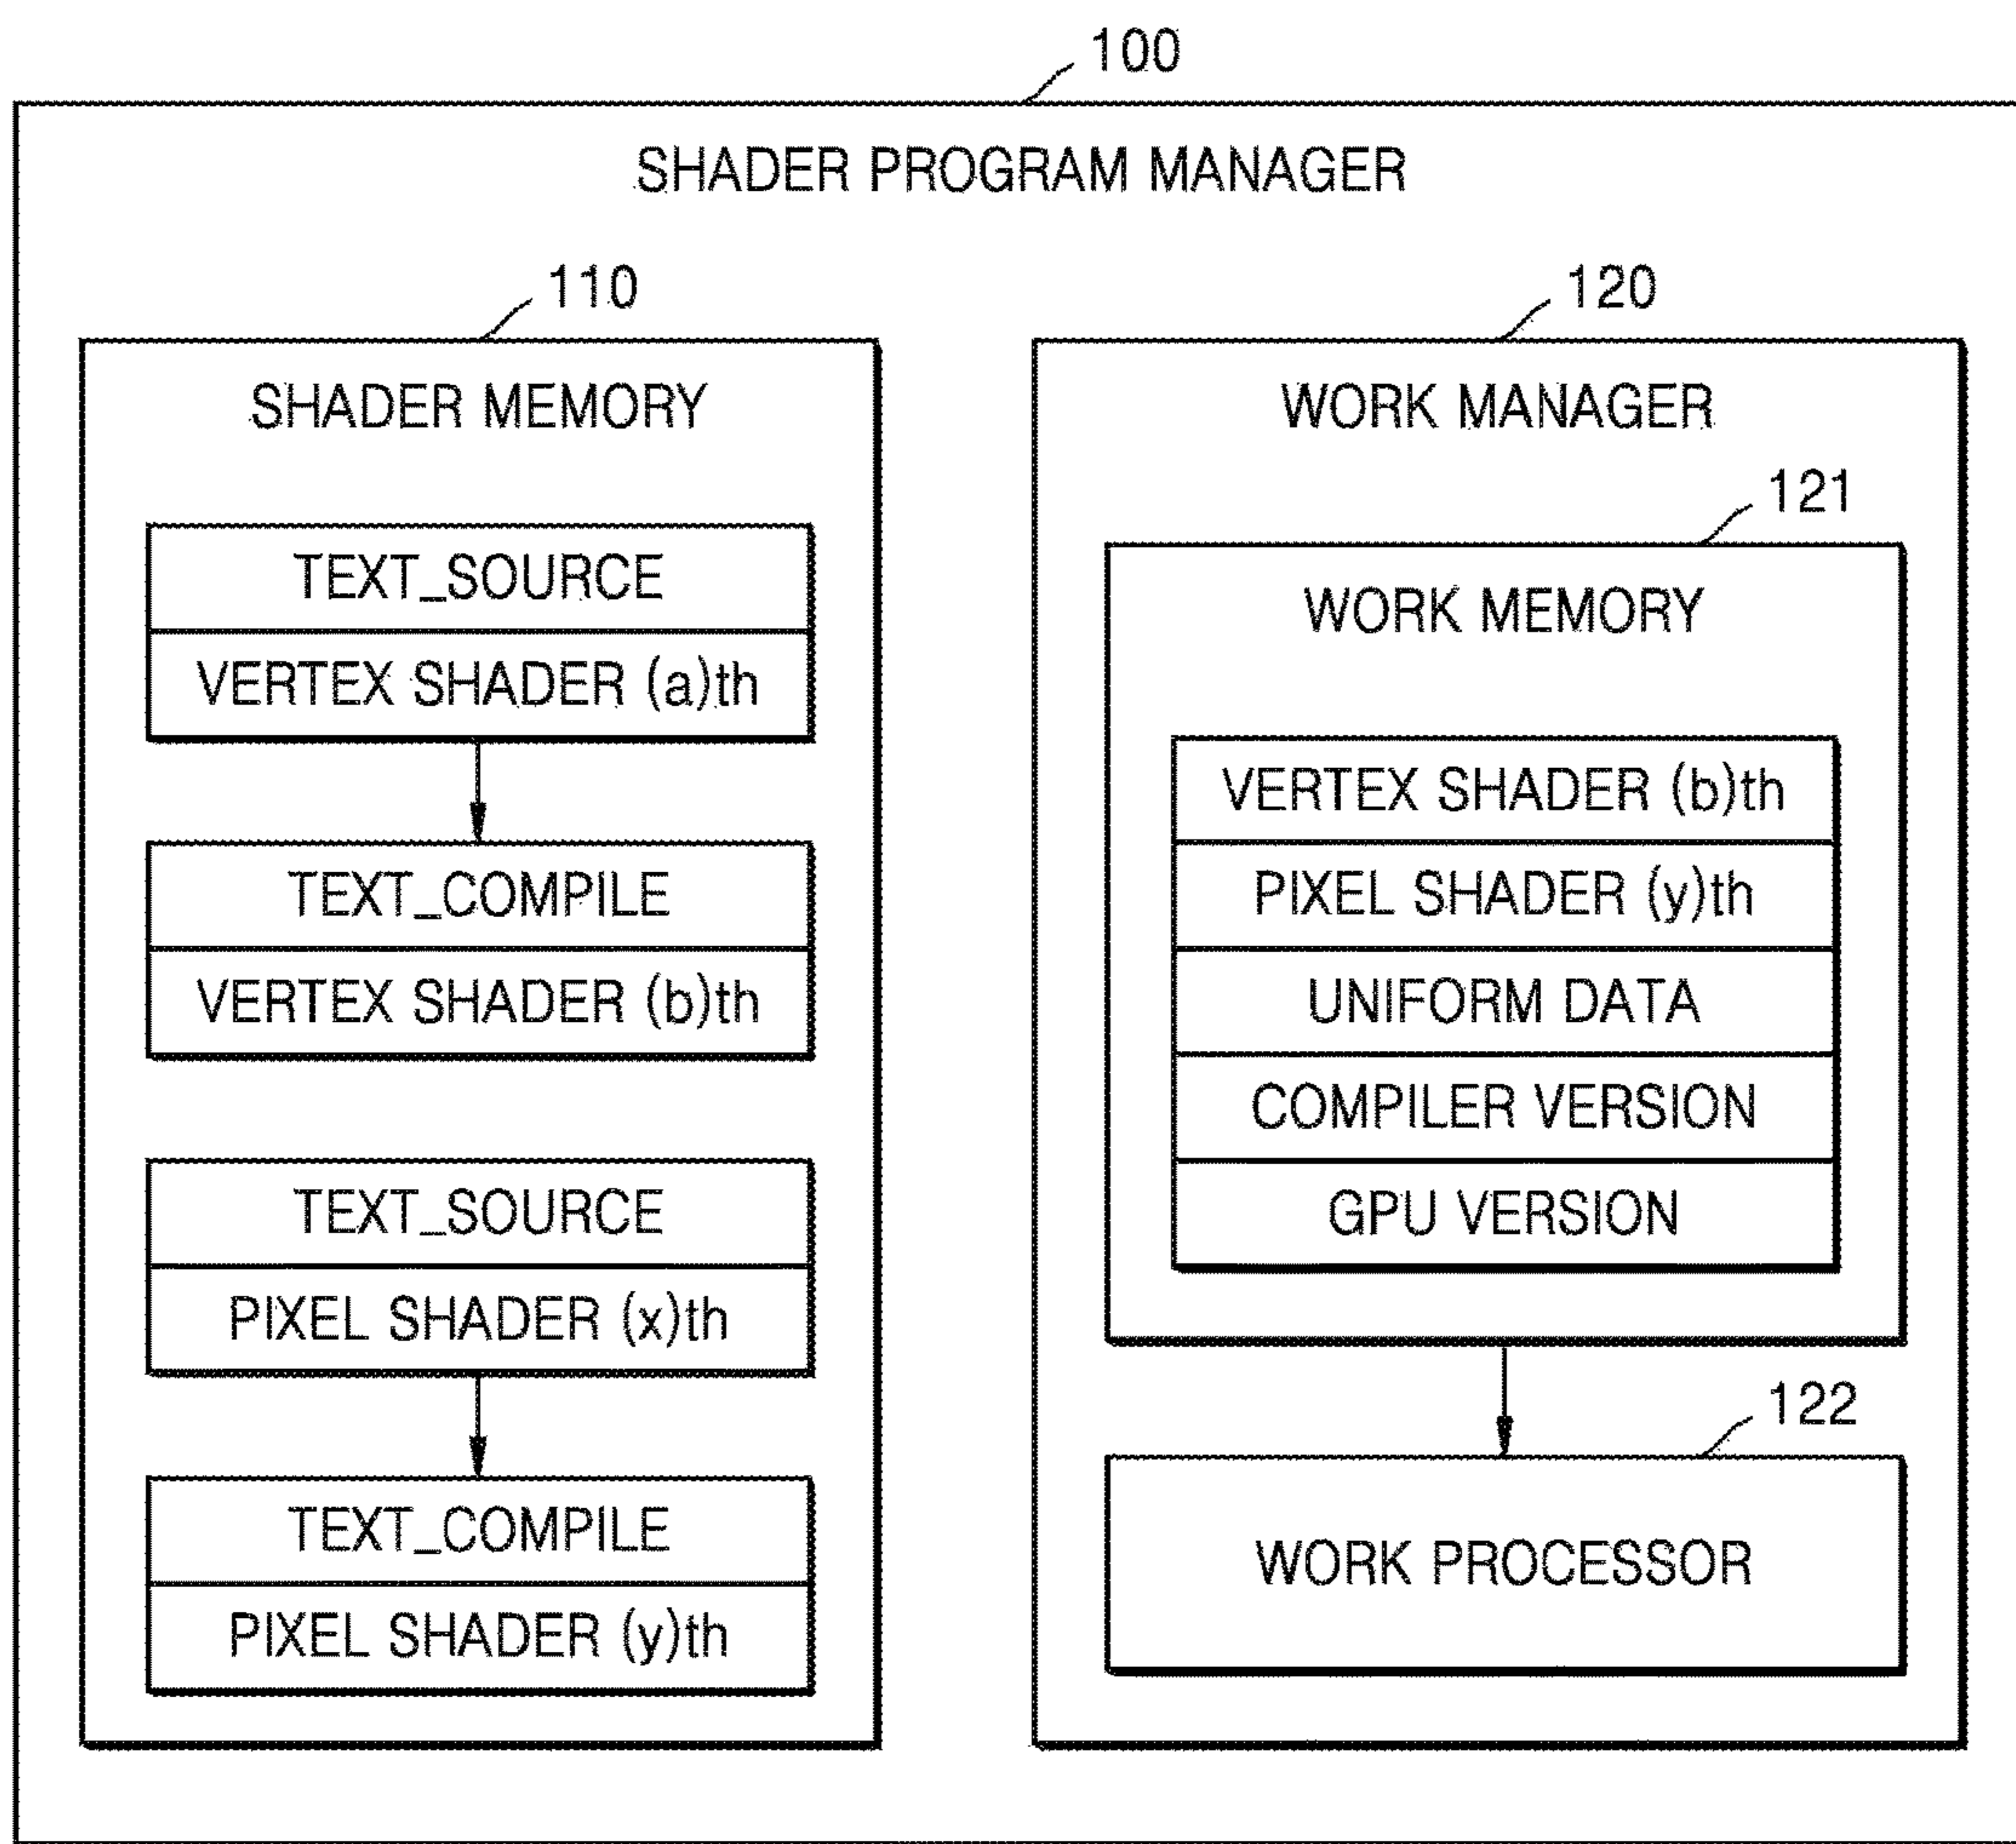 100
SHADER PROGRAM MANAGER
110
SHADER MEMORY
TEXT_SOURCE
VERTEX SHADER (a)th
TEXT_COMPILE
VERTEX SHADER (b)th
TEXT_SOURCE
PIXEL SHADER (x)th
TEXT_COMPILE
PIXEL SHADER (y)th
120
WORK MANAGER
121
WORK MEMORY
VERTEX SHADER (b)th
PIXEL SHADER (y)th
UNIFORM DATA
COMPILER VERSION
GPU VERSION
122
WORK PROCESSOR